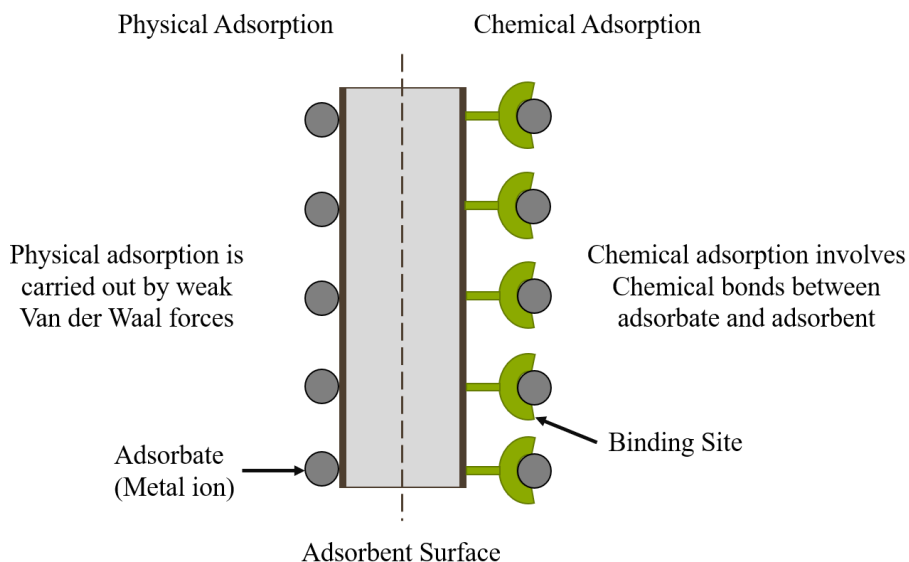 Physical Adsorption
Chemical Adsorption
Physical adsorption is
carried out by weak
Van der Waal forces
Chemical adsorption involves
Chemical bonds between
adsorbate and adsorbent
Adsorbate
(Metal ion)
Binding Site
Adsorbent Surface